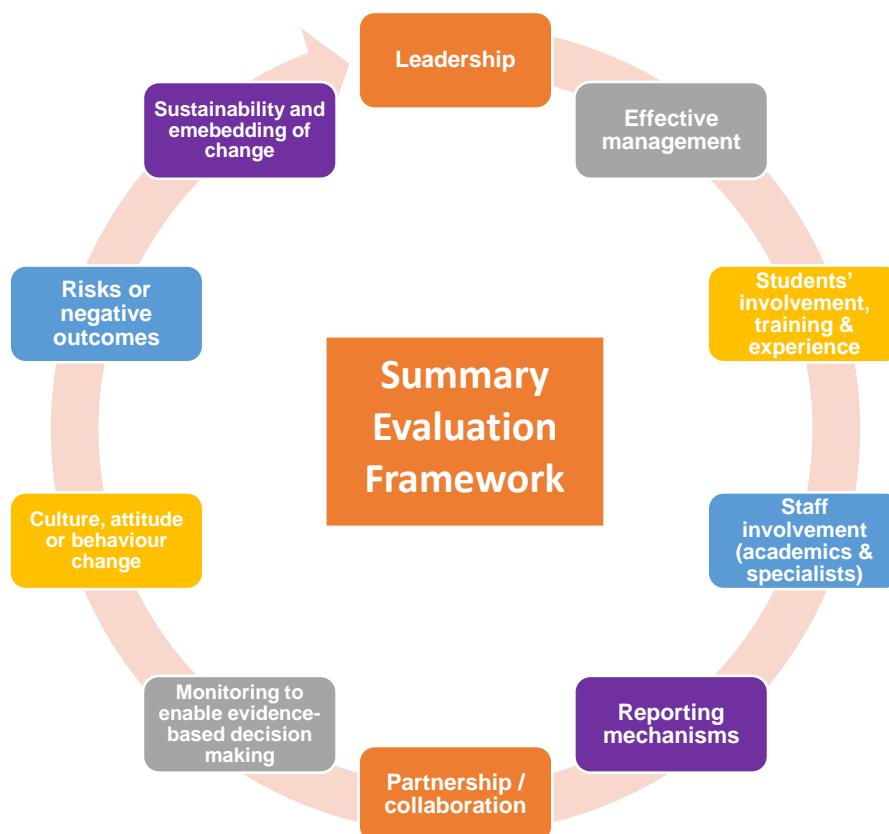 Leadership
Effective
management
Students’
involvement,
training &
experience
Staff
involvement
(academics &
specialists)
Reporting
mechanisms
Partnership /
collaboration
Monitoring to
enable evidence-
based decision
making
Culture, attitude
or behaviour
change
Risks or
negative
outcomes
Sustainability and
emebedding of
change
Summary
Evaluation
Framework